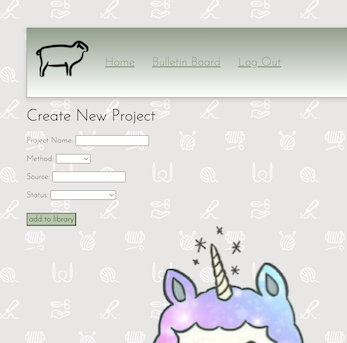 Home Bulletin Board Log Out
Create New Project
Project Name:
Method:
Source:
Status:
add to library